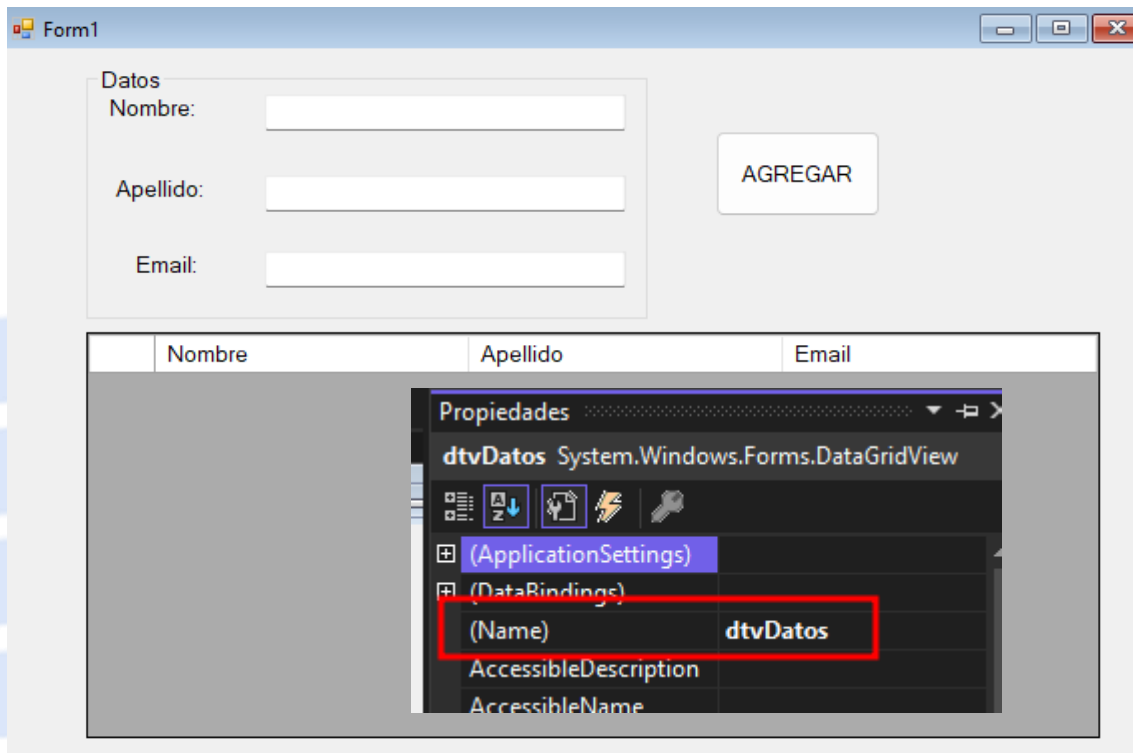 Form1
Datos
Nombre:
AGREGAR
Apellido:
Email:
Nombre Apellido Email
Propiedades
dtvDatos System.Windows.Forms.DataGridView
(ApplicationSettings)
(DataBindings)
(Name) dtvDatos
AccessibleDescription
AccessibleName